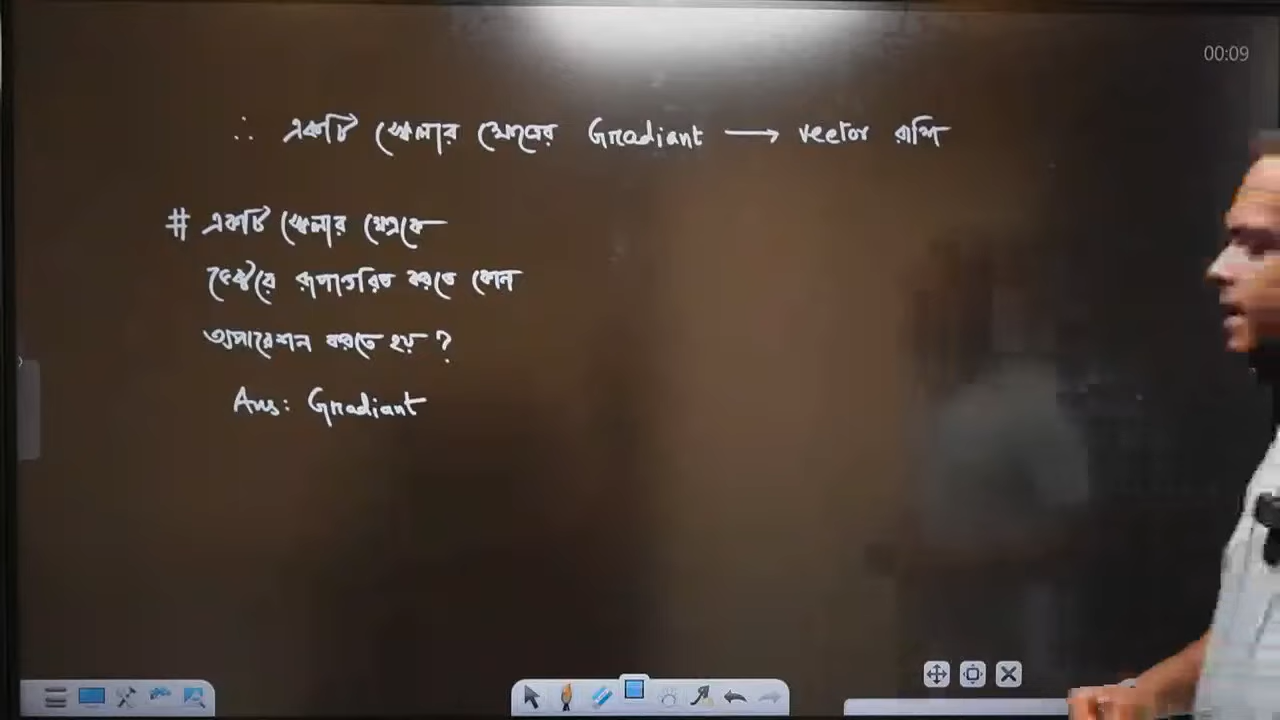 00:09
∴ একটি স্কেলার ক্ষেত্রের Gradiant → vector রাশি
# একটি স্কেলার ক্ষেত্রকে
ভেক্টরে রূপান্তরিত করতে কোন
অপারেশন করতে হয় ?
Ans: Gradiant